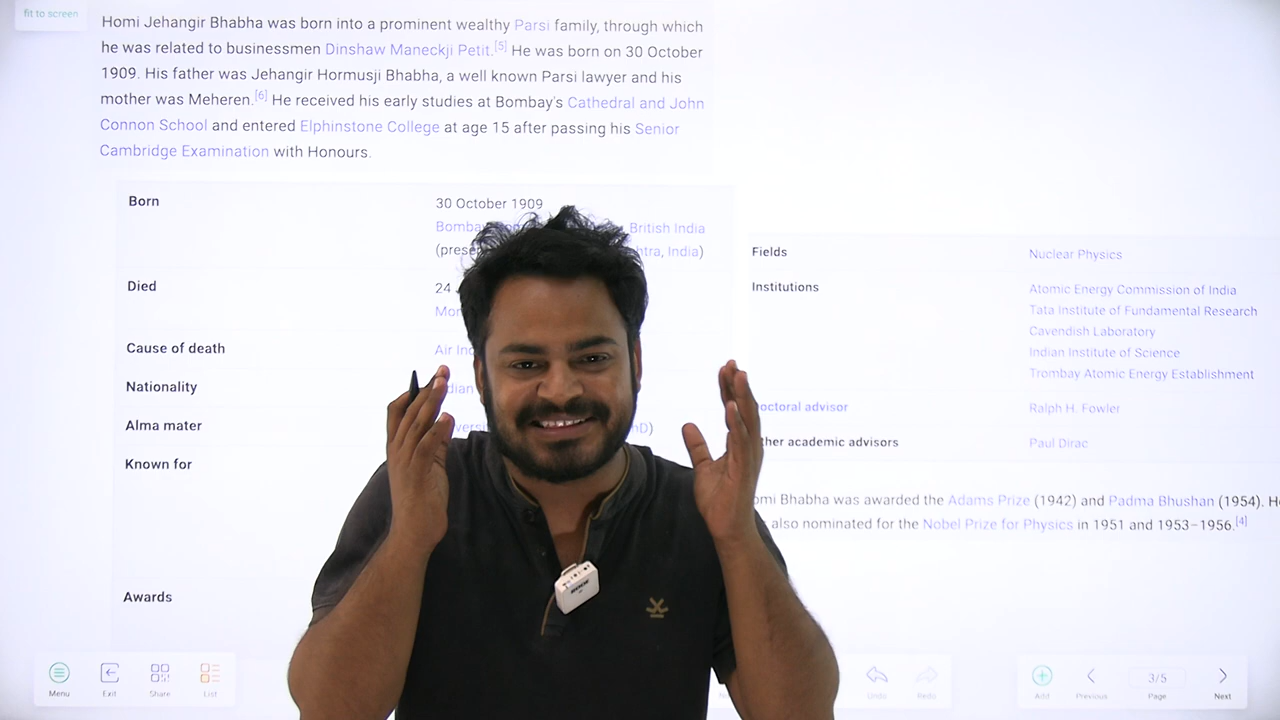 fit to screen
Homi Jehangir Bhabha was born into a prominent wealthy Parsi family, through which
he was related to businessmen Dinshaw Maneckji Petit.[5] He was born on 30 October
1909. His father was Jehangir Hormusji Bhabha, a well known Parsi lawyer and his
mother was Meheren.[6] He received his early studies at Bombay's Cathedral and John
Connon School and entered Elphinstone College at age 15 after passing his Senior
Cambridge Examination with Honours.
Born
30 October 1909
British India
India)
Died
24
Cause of death
Air
Nationality
Alma mater
Known for
Awards
Fields
Nuclear Physics
Institutions
Atomic Energy Commission of India
Tata Institute of Fundamental Research
Cavendish Laboratory
Indian Institute of Science
Trombay Atomic Energy Establishment
advisor
Ralph H. Fowler
academic advisors
Paul Dirac
Bhabha was awarded the Adams Prize (1942) and Padma Bhushan (1954).
also nominated for the Nobel Prize for Physics in 1951 and 1953–1956.[4]
Menu
Exit
Share
List
Undo
Redo
Add
Previous
3/5
Page
Next